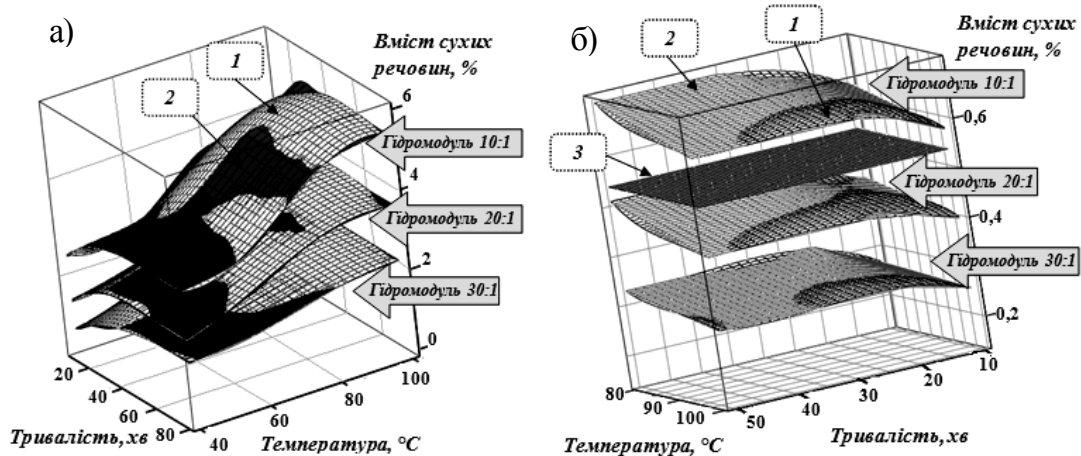 а)
1
2
Вміст сухих
речовин, %
6
4
2
0
Гідромодуль 10:1
Гідромодуль 20:1
Гідромодуль 30:1
20
40
60
80
Тривалість, хв
40
60
80
100
Температура, °С
б)
2
1
3
Вміст сухих
речовин, %
Гідромодуль 10:1
0,6
Гідромодуль 20:1
0,4
Гідромодуль 30:1
0,2
80
90
100
Температура, °С
50
40
30
20
10
Тривалість, хв